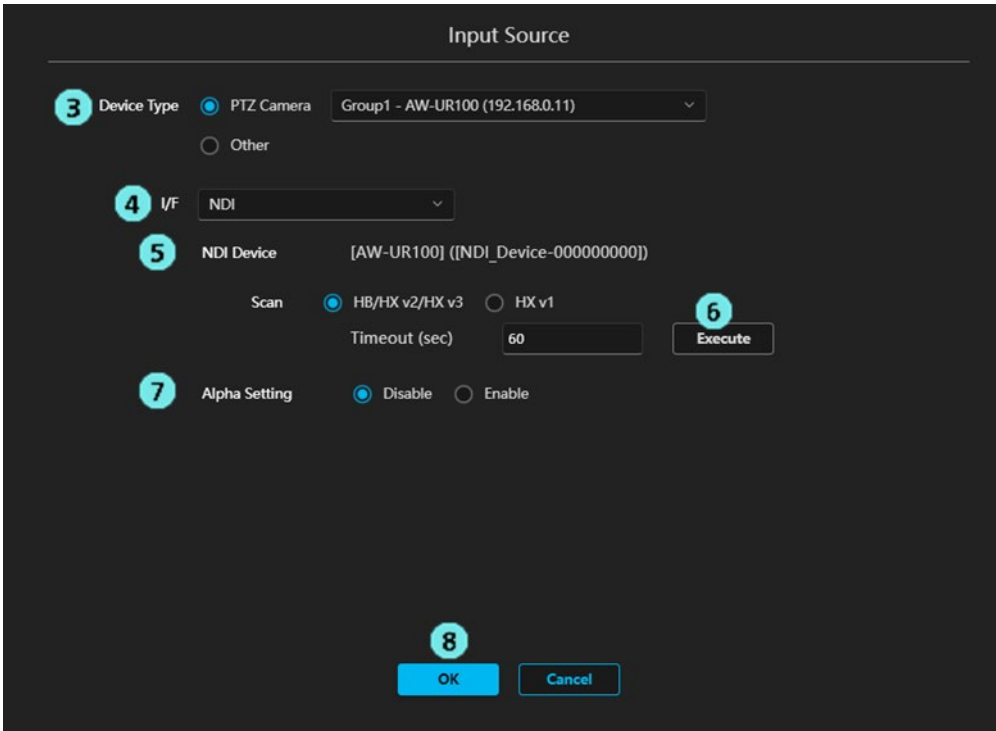 Input Source
3 Device Type PTZ Camera Group1 - AW-UR100 (192.168.0.11)
Other
4 I/F NDI
5 NDI Device [AW-UR100] ([NDI_Device-000000000])
Scan HB/HX v2/HX v3 HX v1
6
Timeout (sec) 60 Execute
7 Alpha Setting Disable Enable
8
OK Cancel